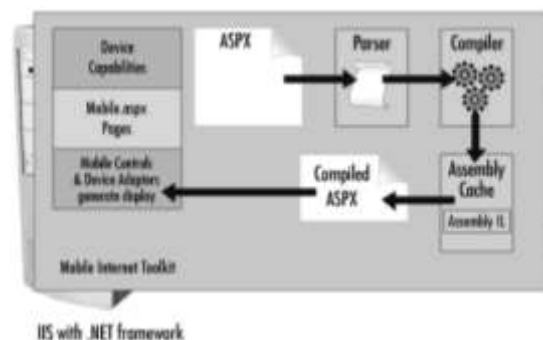 Device
Capabilities
Mobile.aspx
Pages
Mobile Controls
& Device Adaptors
generate display
ASPX
Parser
Compiler
Compiled
ASPX
Assembly
Cache
Assembly IL
Mobile Internet Toolkit
IIS with .NET framework